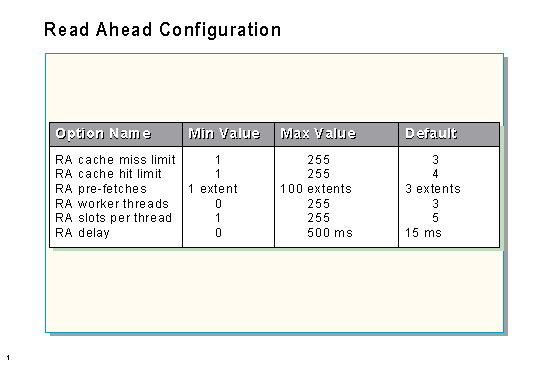 Read Ahead Configuration
Option Name Min Value Max Value Default
RA cache miss limit 1 255 3
RA cache hit limit 1 255 4
RA pre-fetches 1 extent 100 extents 3 extents
RA worker threads 0 255 3
RA slots per thread 1 255 5
RA delay 0 500 ms 15 ms
1